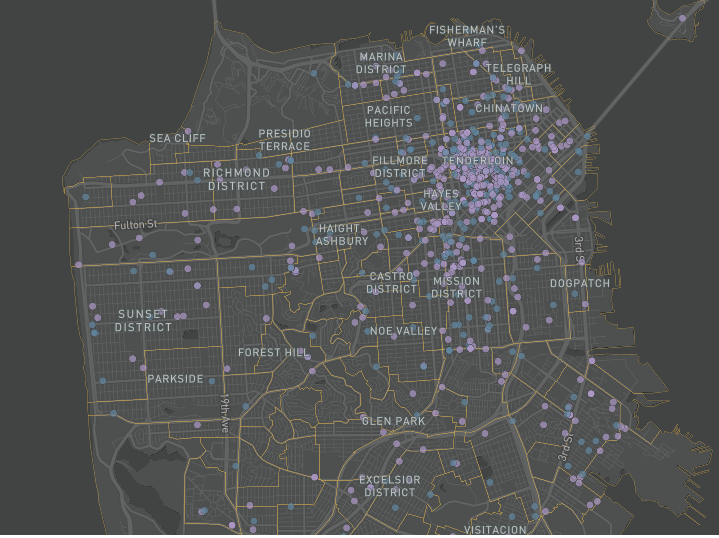 FISHERMAN'S
WHARF
MARINA
DISTRICT
TELEGRAPH
HILL
PACIFIC
HEIGHTS
CHINATOWN
SEA CLIFF
PRESIDIO
TERRACE
FILLMORE
DISTRICT
TENDERLOIN
RICHMOND
DISTRICT
HAYES
VALLEY
Fulton St
HAIGHT
ASHBURY
3rd St
CASTRO
DISTRICT
MISSION
DISTRICT
DOGPATCH
SUNSET
DISTRICT
NOE VALLEY
FOREST HILL
PARKSIDE
19th Ave
GLEN PARK
3rd St
EXCELSIOR
DISTRICT
VISITACION